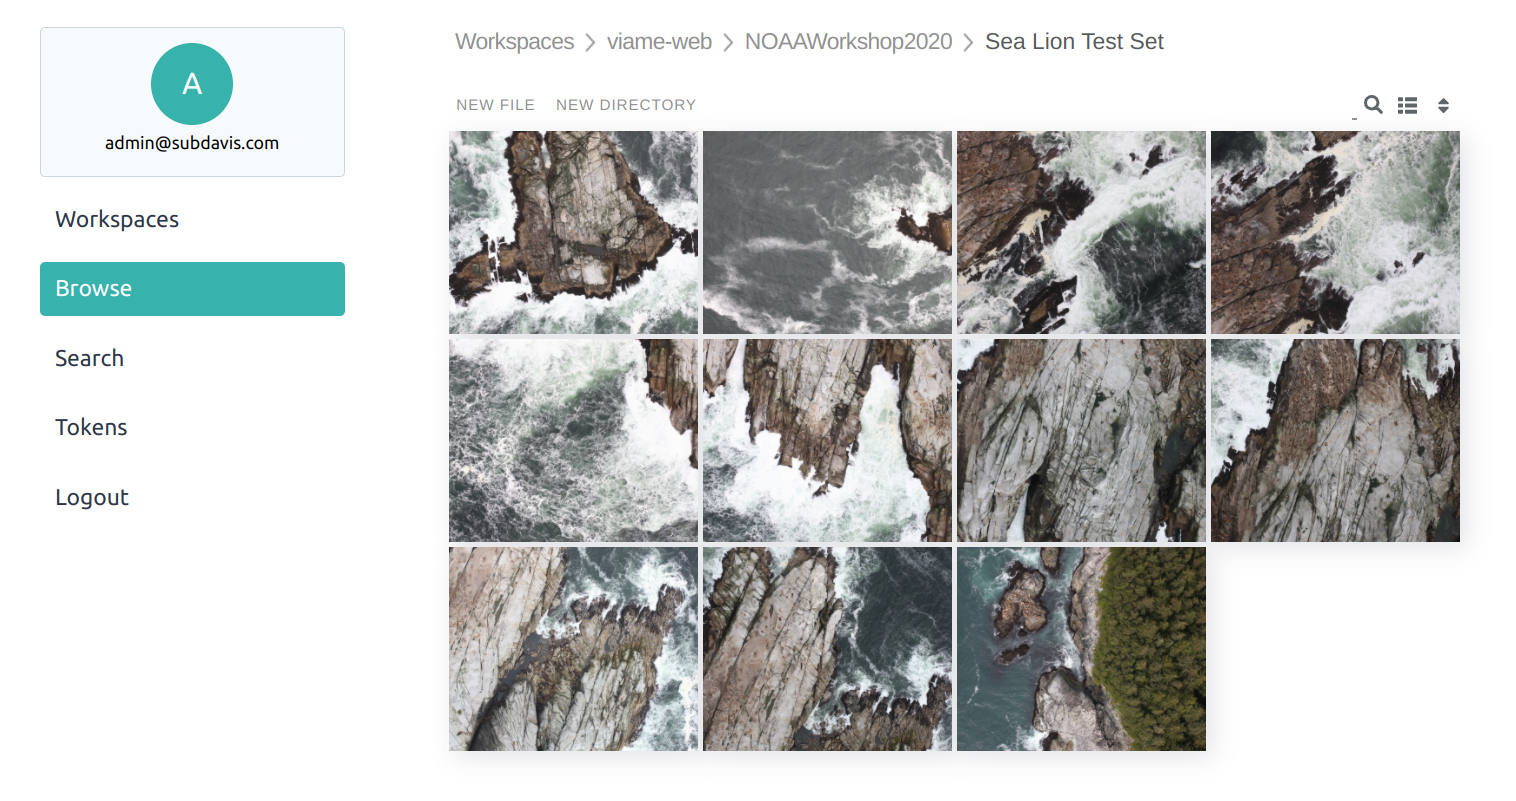 A
admin@subdavis.com
Workspaces
Browse
Search
Tokens
Logout
Workspaces viame-web NOAAWorkshop2020 Sea Lion Test Set
NEW FILE NEW DIRECTORY